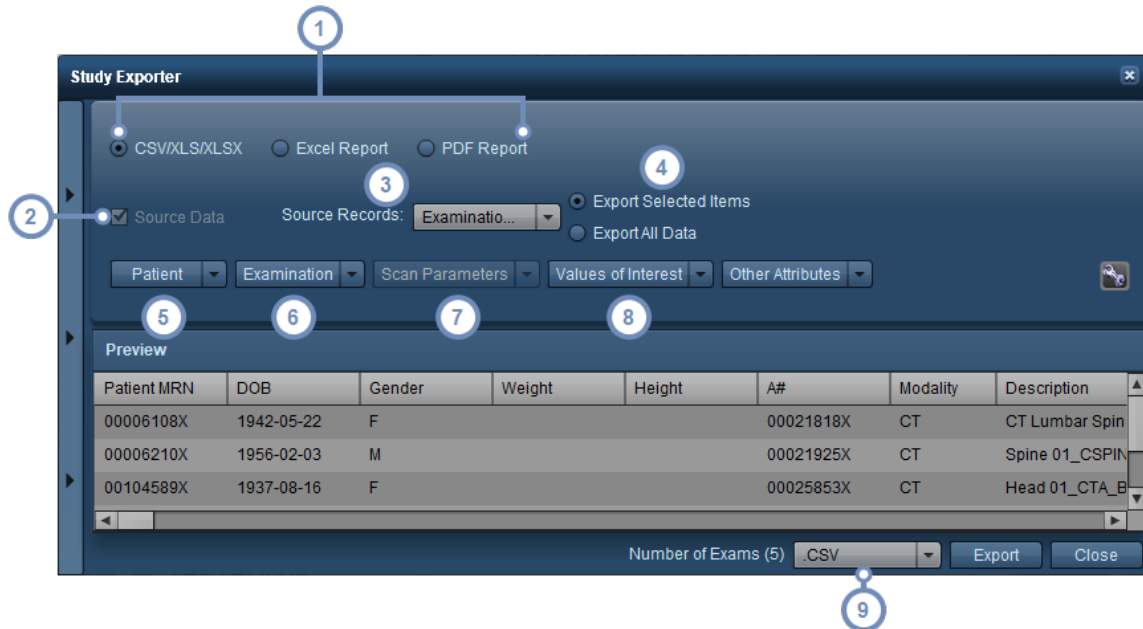 1
Study Exporter
CSV/XLS/XLSX Excel Report PDF Report
3 4
2 Source Data Source Records: Examinatio... Export Selected Items
Export All Data
Patient Examination Scan Parameters Values of Interest Other Attributes
5 6 7 8
Preview
Patient MRN DOB Gender Weight Height A# Modality Description
00006108X 1942-05-22 F 00021818X CT CT Lumbar Spin
00006210X 1956-02-03 M 00021925X CT Spine 01_CSPIN
00104589X 1937-08-16 F 00025853X CT Head 01_CTA_B
Number of Exams (5) .CSV Export Close
9